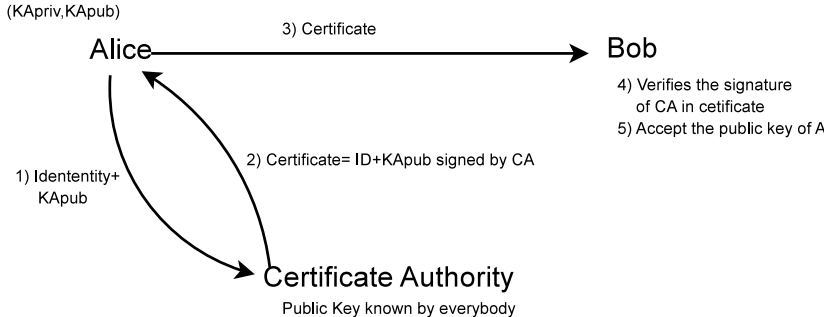 (KApriv,KApub)
Alice
3) Certificate
Bob
4) Verifies the signature
of CA in cetificate
5) Accept the public key of A
2) Certificate= ID+KApub signed by CA
1) Idententity+
KApub
Certificate Authority
Public Key known by everybody